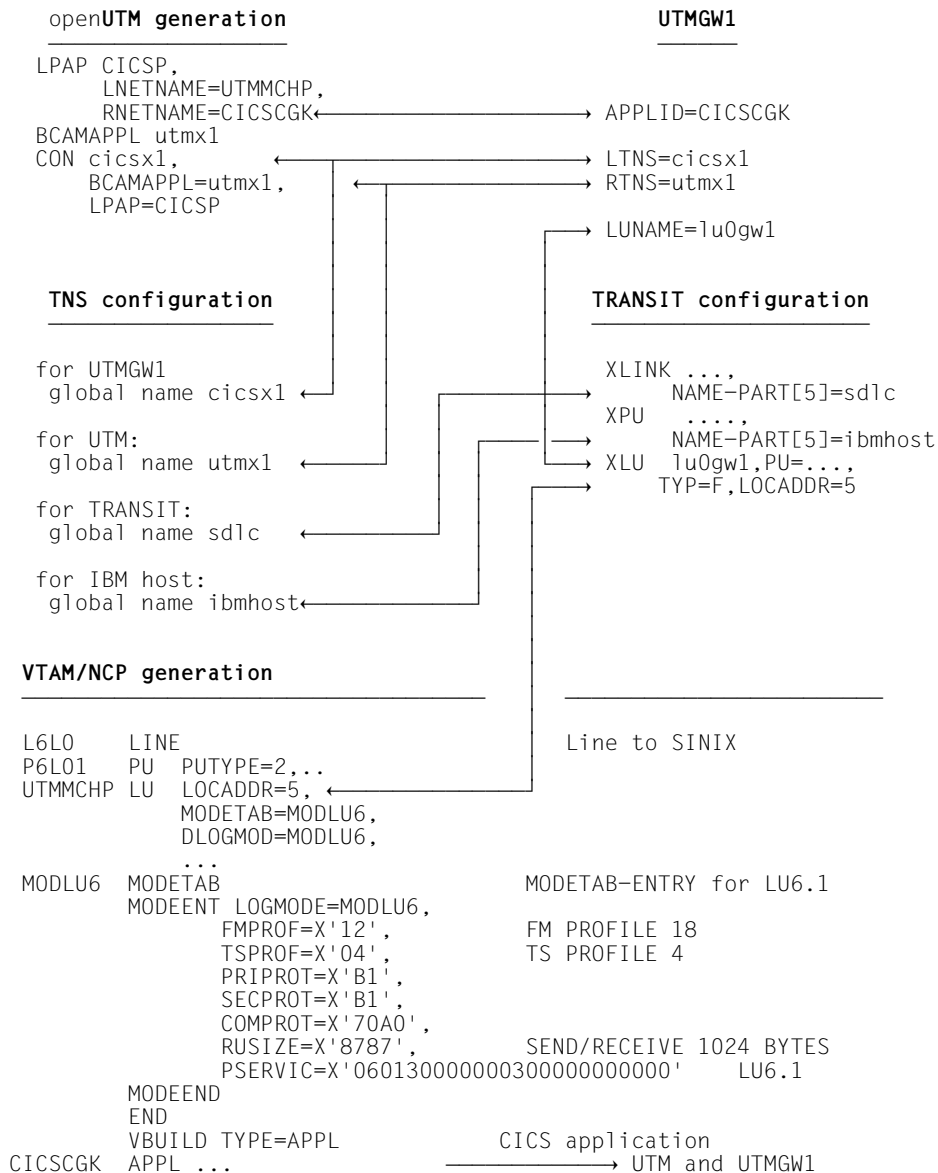 openUTM generation UTMGW1
LPAP CICSP,
LNETNAME=UTMMCHP,
RNETNAME=CICSCGK APPLID=CICSCGK
BCAMAPPL utmx1
CON cicsx1, LTNS=cicsx1
BCAMAPPL=utmx1, RTNS=utmx1
LPAP=CICSP
LUNAME=lu0gw1
TNS configuration TRANSIT configuration
for UTMGW1 XLINK ...,
global name cicsx1 NAME-PART[5]=sdlc
XPU ....,
for UTM: NAME-PART[5]=ibmhost
global name utmx1 XLU lu0gw1,PU=...,
TYP=F,LOCADDR=5
for TRANSIT:
global name sdlc
for IBM host:
global name ibmhost
VTAM/NCP generation
L6L0 LINE Line to SINIX
P6L01 PU PUTYPE=2,..
UTMMCHP LU LOCADDR=5,
MODETAB=MODLU6,
DLOGMOD=MODLU6,
...
MODLU6 MODETAB MODETAB-ENTRY for LU6.1
MODEENT LOGMODE=MODLU6,
FMPROF=X'12', FM PROFILE 18
TSPROF=X'04', TS PROFILE 4
PRIPROT=X'B1',
SECPROT=X'B1',
COMPROT=X'70A0',
RUSIZE=X'8787', SEND/RECEIVE 1024 BYTES
PSERVIC=X'060130000000300000000000' LU6.1
MODEEND
END
VBUILD TYPE=APPL CICS application
CICSCGK APPL ... UTM and UTMGW1